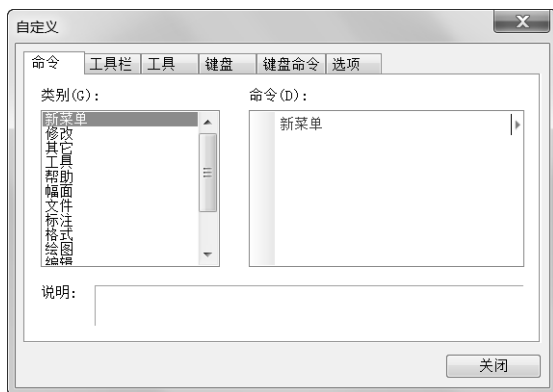 自定义
命令 工具栏 工具 键盘 键盘命令 选项
类别(G): 命令(D):
新菜单 新菜单
修改
其它
工具
帮助
幅面
文件
标注
格式
绘图
编辑
说明:
关闭